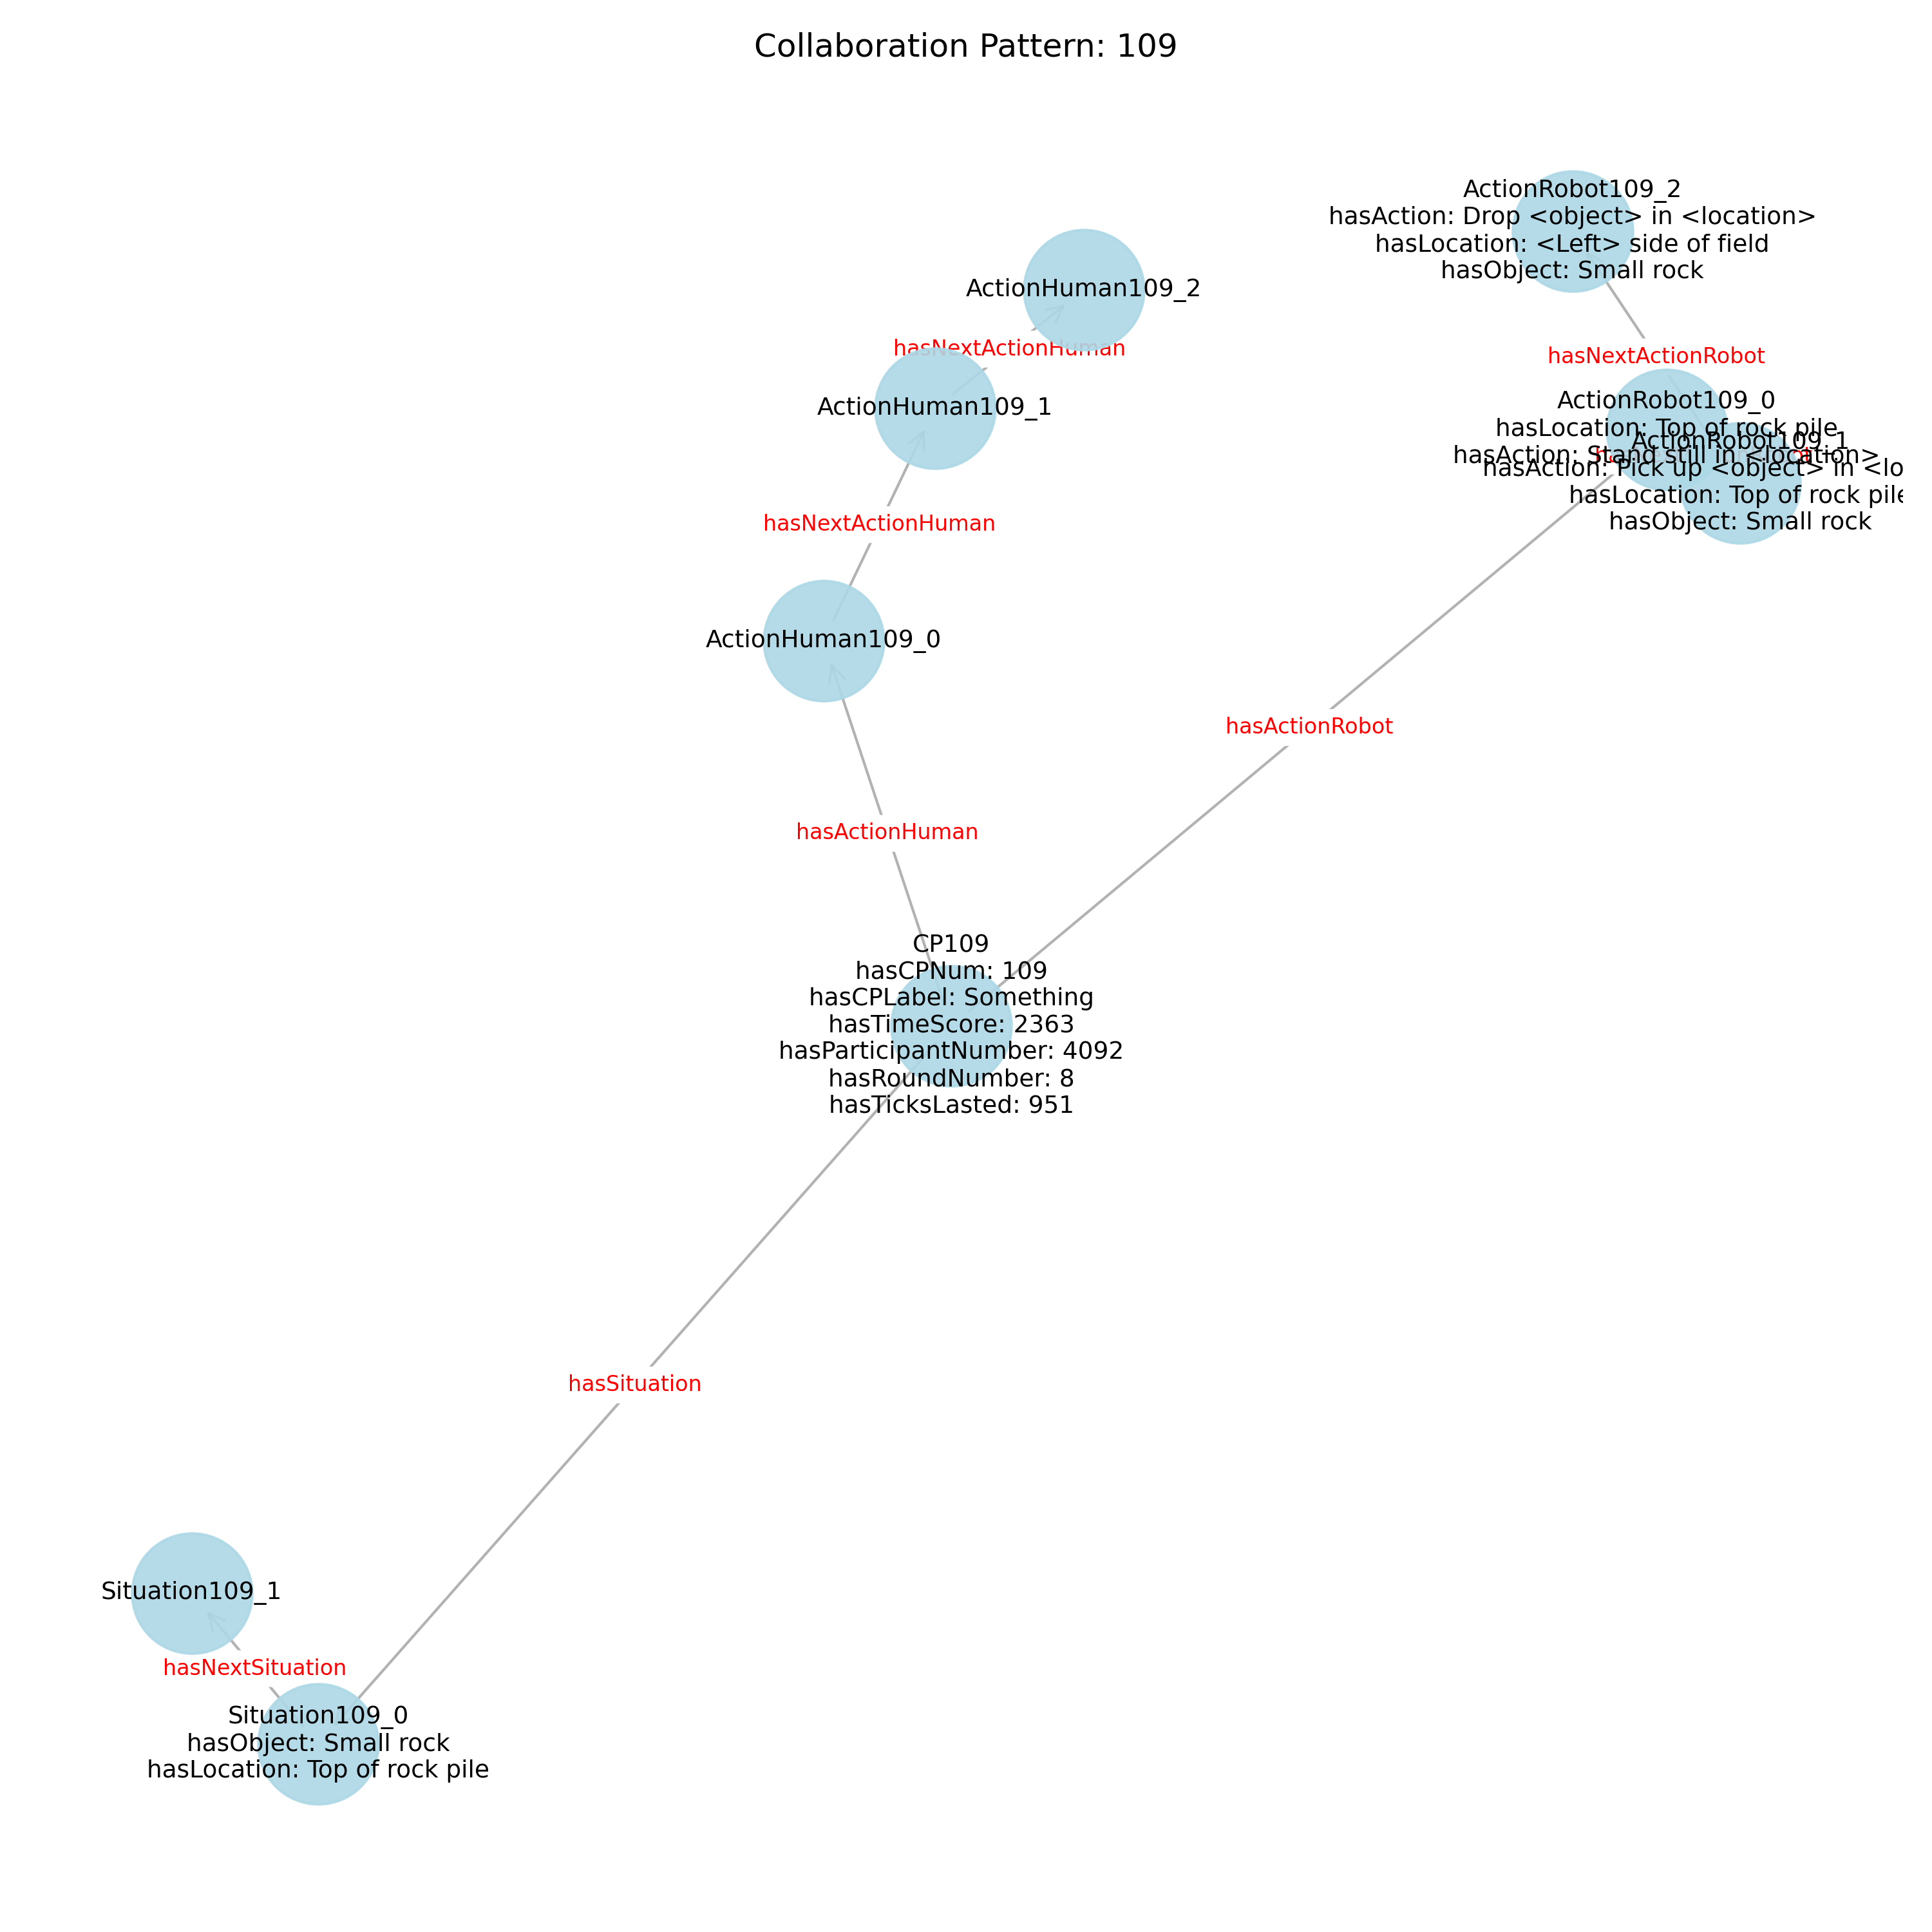 Collaboration Pattern: 109
ActionRobot109_2
hasAction: Drop <object> in <location>
hasLocation: <Left> side of field
hasObject: Small rock
ActionHuman109_2
hasNextActionHuman
hasNextActionRobot
ActionHuman109_1
ActionRobot109_0
hasLocation: Top of rock pile
hasAction: Stand still in <location>
ActionRobot109_1
hasAction: Pick up <object> in <lo
hasLocation: Top of rock pile
hasObject: Small rock
hasNextActionHuman
ActionHuman109_0
hasActionRobot
hasActionHuman
CP109
hasCPNum: 109
hasCPLabel: Something
hasTimeScore: 2363
hasParticipantNumber: 4092
hasRoundNumber: 8
hasTicksLasted: 951
hasSituation
Situation109_1
hasNextSituation
Situation109_0
hasObject: Small rock
hasLocation: Top of rock pile